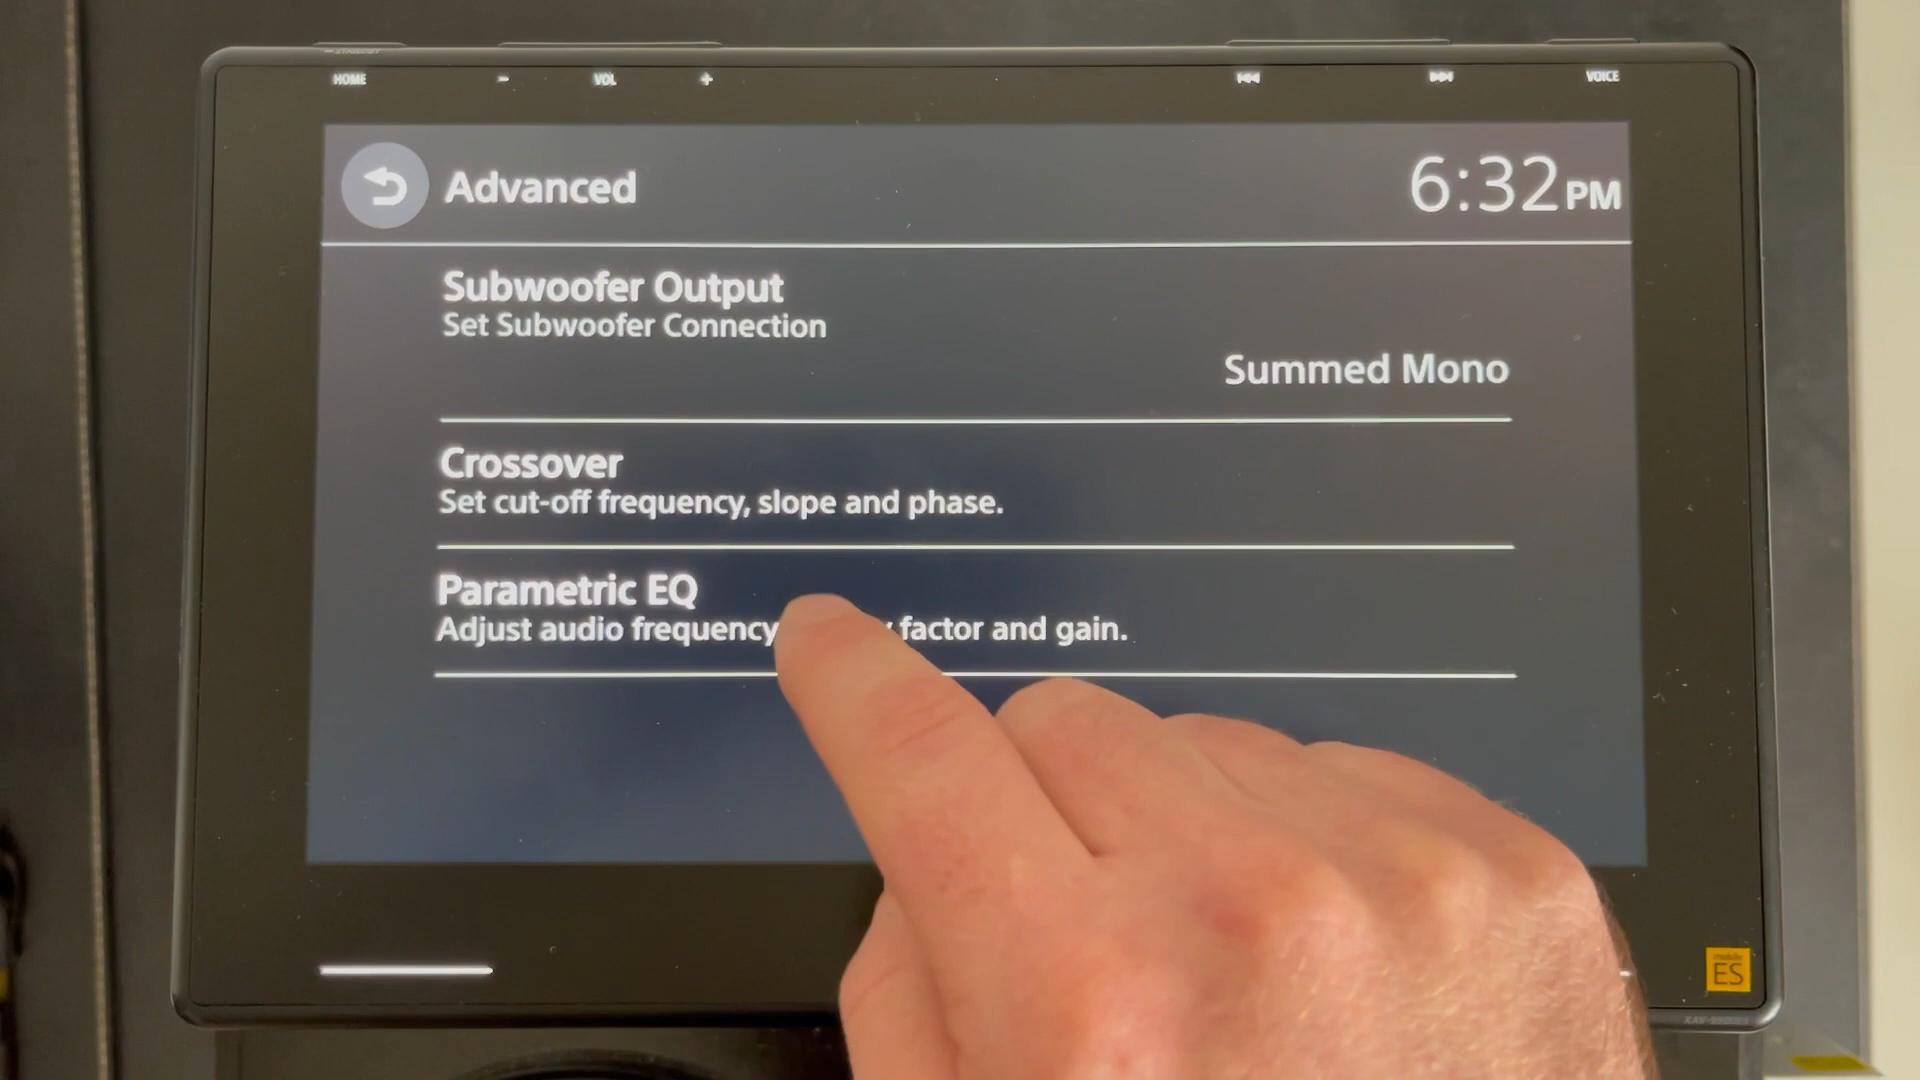 HOME - VOL + VOICE
Advanced
6:32 PM
Subwoofer Output
Set Subwoofer Connection
Summed Mono
Crossover
Set cut-off frequency, slope and phase.
Parametric EQ
Adjust audio frequency factor and gain.
mobile
ES